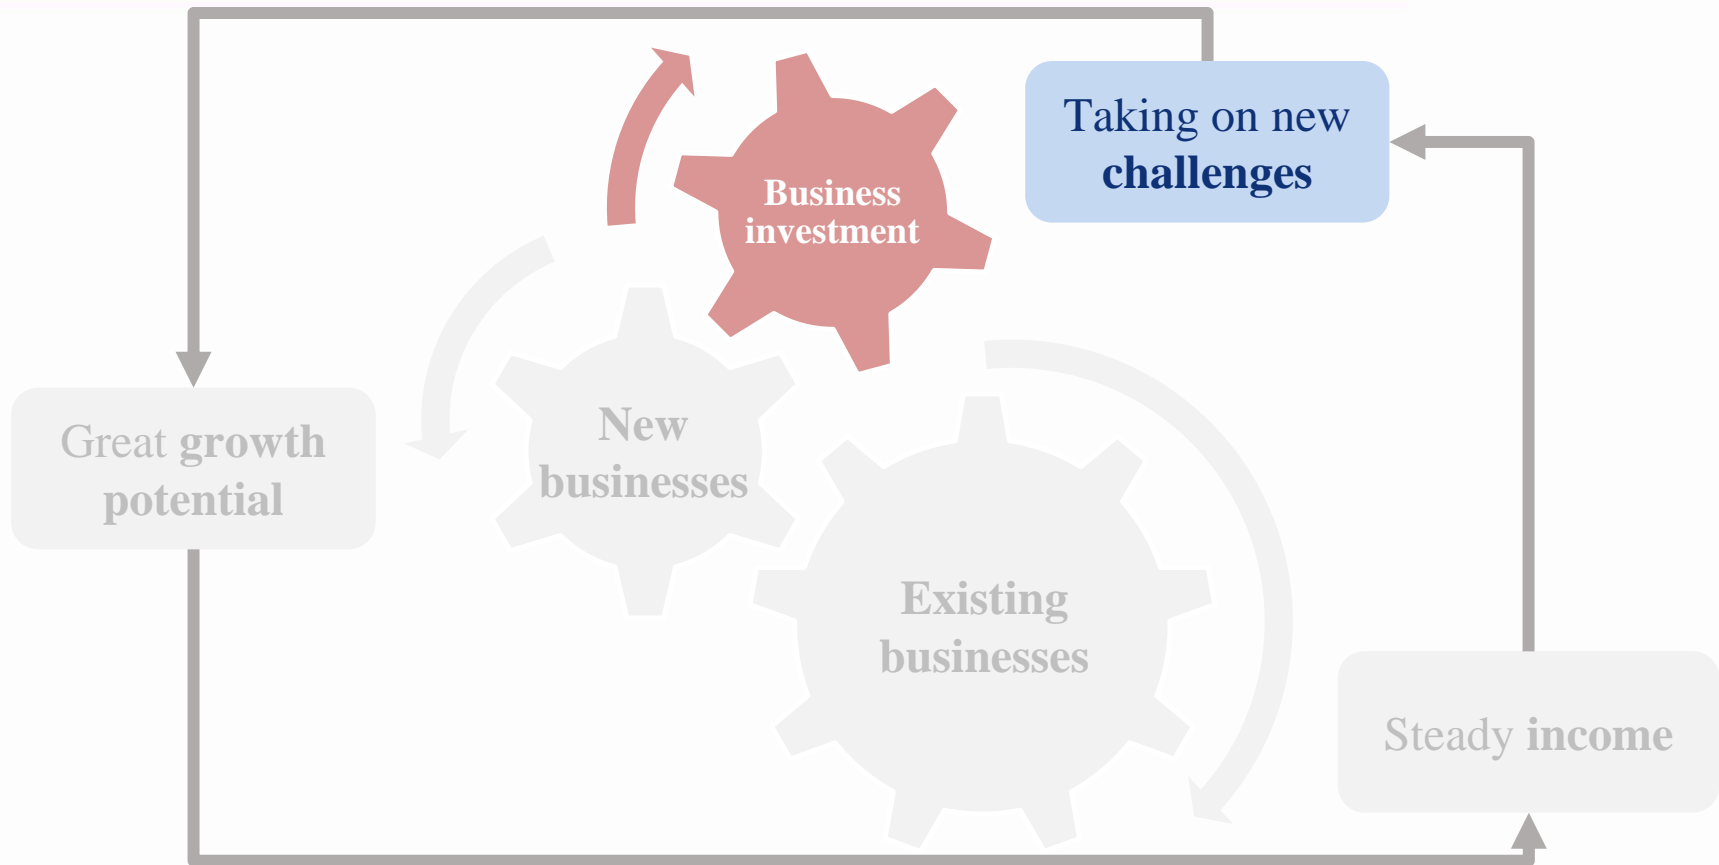 Taking on new
challenges
Business
investment
Great growth
potential
New
businesses
Existing
businesses
Steady income